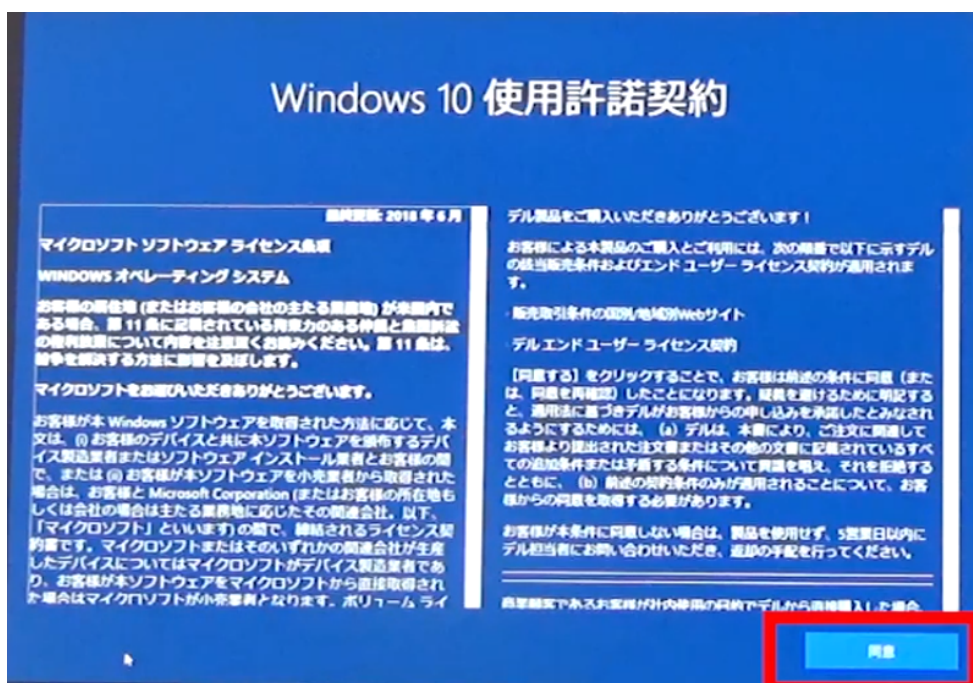 Windows 10 使用許諾契約
最終更新: 2018 年 6 月
マイクロソフト ソフトウェア ライセンス条項
WINDOWS オペレーティング システム
お客様の居住地 (またはお客様の会社の主たる業務地) が米国内で
ある場合、第 11 条に記載されている拘束力のある仲裁と集団訴訟
の権利放棄について内容を注意深くお読みください。第 11 条は、
紛争を解決する方法に影響を及ぼします。
マイクロソフトをお選びいただきありがとうございます。
お客様が本 Windows ソフトウェアを取得された方法に応じて、本
文は、(i) お客様のデバイスと共に本ソフトウェアを頒布するデバ
イス製造業者またはソフトウェア インストール業者とお客様の間
で、または (ii) お客様が本ソフトウェアを小売業者から取得された
場合は、お客様と Microsoft Corporation (またはお客様の所在地も
しくは会社の場合は主たる業務地に応じたその関連会社。以下、
「マイクロソフト」といいます) の間で、締結されるライセンス契
約書です。マイクロソフトまたはそのいずれかの関連会社が生産
したデバイスについてはマイクロソフトがデバイス製造業者であ
り、お客様が本ソフトウェアをマイクロソフトから直接取得され
た場合はマイクロソフトが小売業者となります。ボリューム ライ
デル製品をご購入いただきありがとうございます！
お客様による本製品のご購入とご利用には、次の順番で以下に示すデル
の該当販売条件およびエンド ユーザー ライセンス契約が適用されま
す。
· 販売取引条件の国別/地域別Webサイト
· デル エンド ユーザー ライセンス契約
【同意する】をクリックすることで、お客様は前述の条件に同意（また
は、同意を再確認）したことになります。疑義を避けるために明記する
と、適用法に基づきデルがお客様からの申し込みを承諾したとみなされ
るようにするためには、（a）デルは、本書により、ご注文に関連して
お客様より提出された注文書またはその他の文書に記載されているすべ
ての追加条件または矛盾する条件について異議を唱え、それを拒絶する
とともに、（b）前述の契約条件のみが適用されることについて、お客
様からの同意を取得する必要があります。
お客様が本条件に同意しない場合は、製品を使用せず、5営業日以内に
デル担当者にお問い合わせいただき、返却の手配を行ってください。
商業顧客であるお客様が社内使用の目的でデルから直接購入した場合、
同意